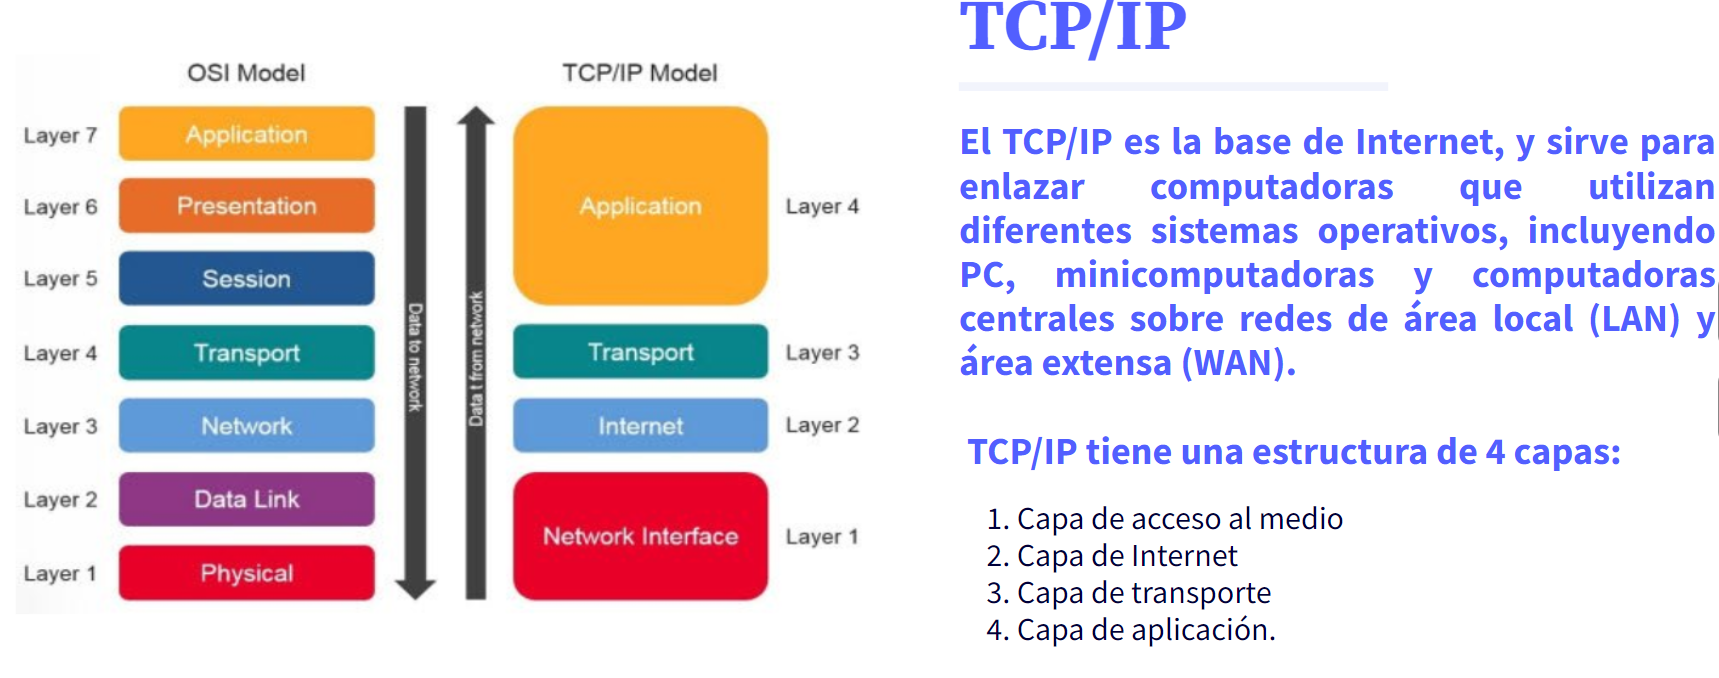 OSI Model
TCP/IP Model
Layer 7
Application
Layer 6
Presentation
Layer 5
Session
Layer 4
Transport
Layer 3
Network
Layer 2
Data Link
Layer 1
Physical
Data to network
Data t from network
Application
Layer 4
Transport
Layer 3
Internet
Layer 2
Network Interface
Layer 1
TCP/IP
El TCP/IP es la base de Internet, y sirve para
enlazar computadoras que utilizan
diferentes sistemas operativos, incluyendo
PC, minicomputadoras y computadoras
centrales sobre redes de área local (LAN) y
área extensa (WAN).
TCP/IP tiene una estructura de 4 capas:
1. Capa de acceso al medio
2. Capa de Internet
3. Capa de transporte
4. Capa de aplicación.